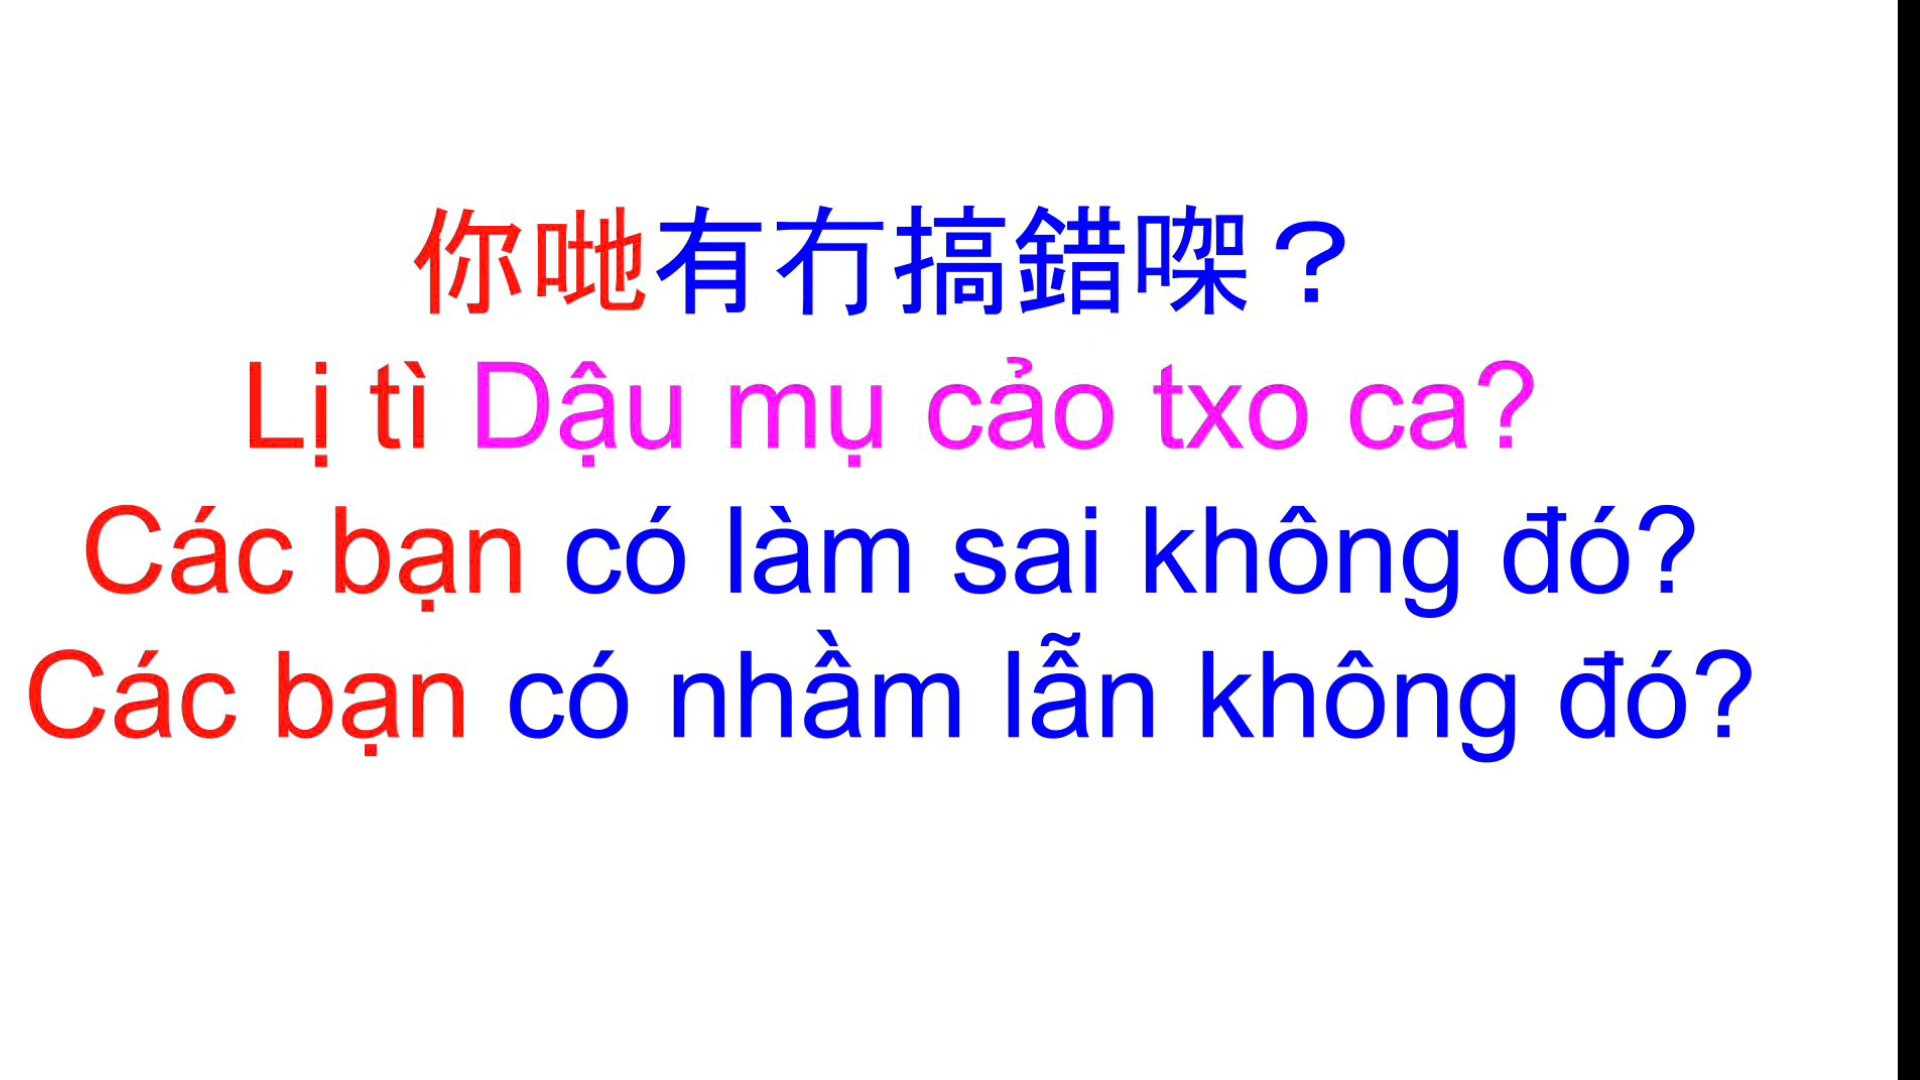 你哋有冇搞錯㗎？
Lị tì Dậu mụ cảo txo ca?
Các bạn có làm sai không đó?
Các bạn có nhầm lẫn không đó?